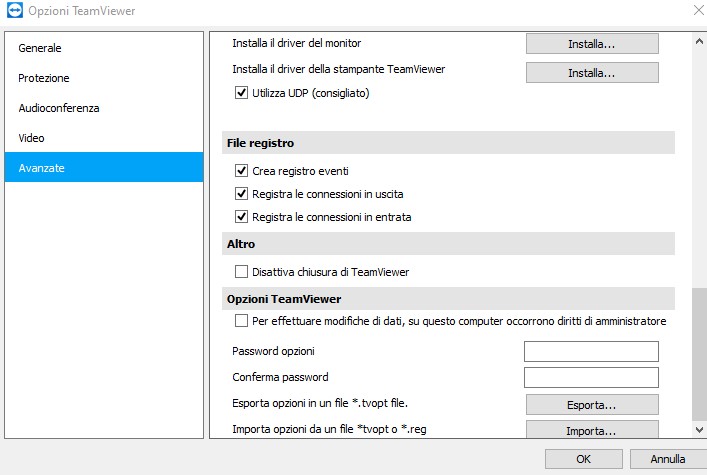 Opzioni TeamViewer
Generale
Protezione
Audioconferenza
Video
Avanzate
Installa il driver del monitor
Installa...
Installa il driver della stampante TeamViewer
Installa...
Utilizza UDP (consigliato)
File registro
Crea registro eventi
Registra le connessioni in uscita
Registra le connessioni in entrata
Altro
Disattiva chiusura di TeamViewer
Opzioni TeamViewer
Per effettuare modifiche di dati, su questo computer occorrono diritti di amministratore
Password opzioni
Conferma password
Esporta opzioni in un file *.tvopt file.
Esporta...
Importa opzioni da un file *tvopt o *.reg
Importa...
OK
Annulla